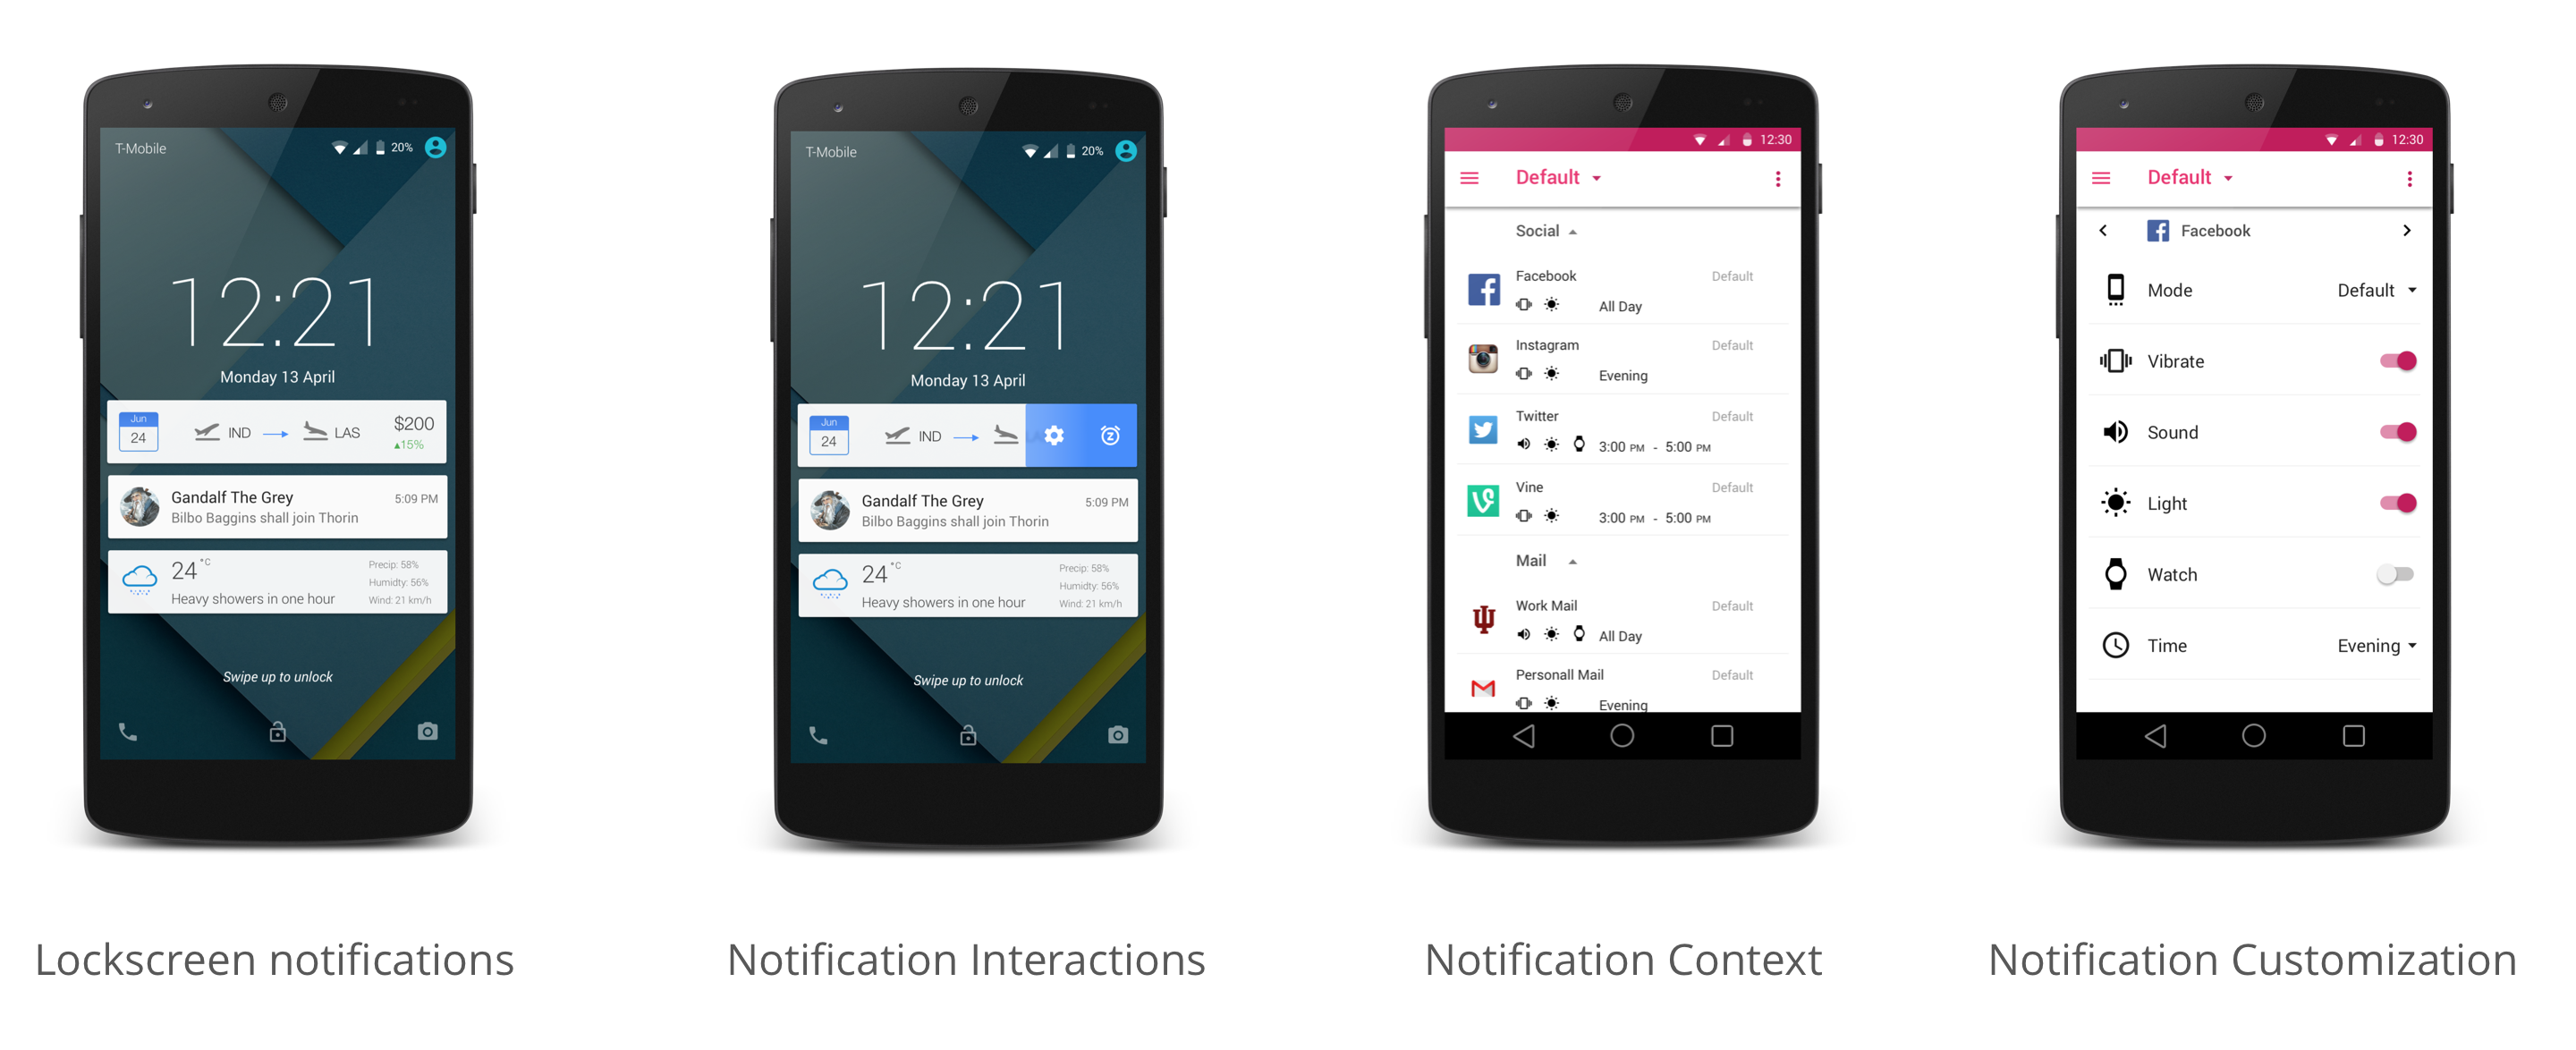 T-Mobile 20%
12:21
Monday 13 April
Jun
24 IND LAS $200
15%
Gandalf The Grey 5:09 PM
Bilbo Baggins shall join Thorin
24 °C Precip: 58%
Humidty: 56%
Heavy showers in one hour Wind: 21 km/h
Swipe up to unlock
Lockscreen notifications
T-Mobile 20%
12:21
Monday 13 April
Jun
24 IND
Gandalf The Grey 5:09 PM
Bilbo Baggins shall join Thorin
24 °C Precip: 58%
Humidty: 56%
Heavy showers in one hour Wind: 21 km/h
Swipe up to unlock
Notification Interactions
12:30
Default
Social
Facebook Default
All Day
Instagram Default
Evening
Twitter Default
3:00 PM - 5:00 PM
Vine Default
3:00 PM - 5:00 PM
Mail
Work Mail Default
All Day
Personall Mail Default
Evening
Notification Context
12:30
Default
Facebook
Mode Default
Vibrate
Sound
Light
Watch
Time Evening
Notification Customization